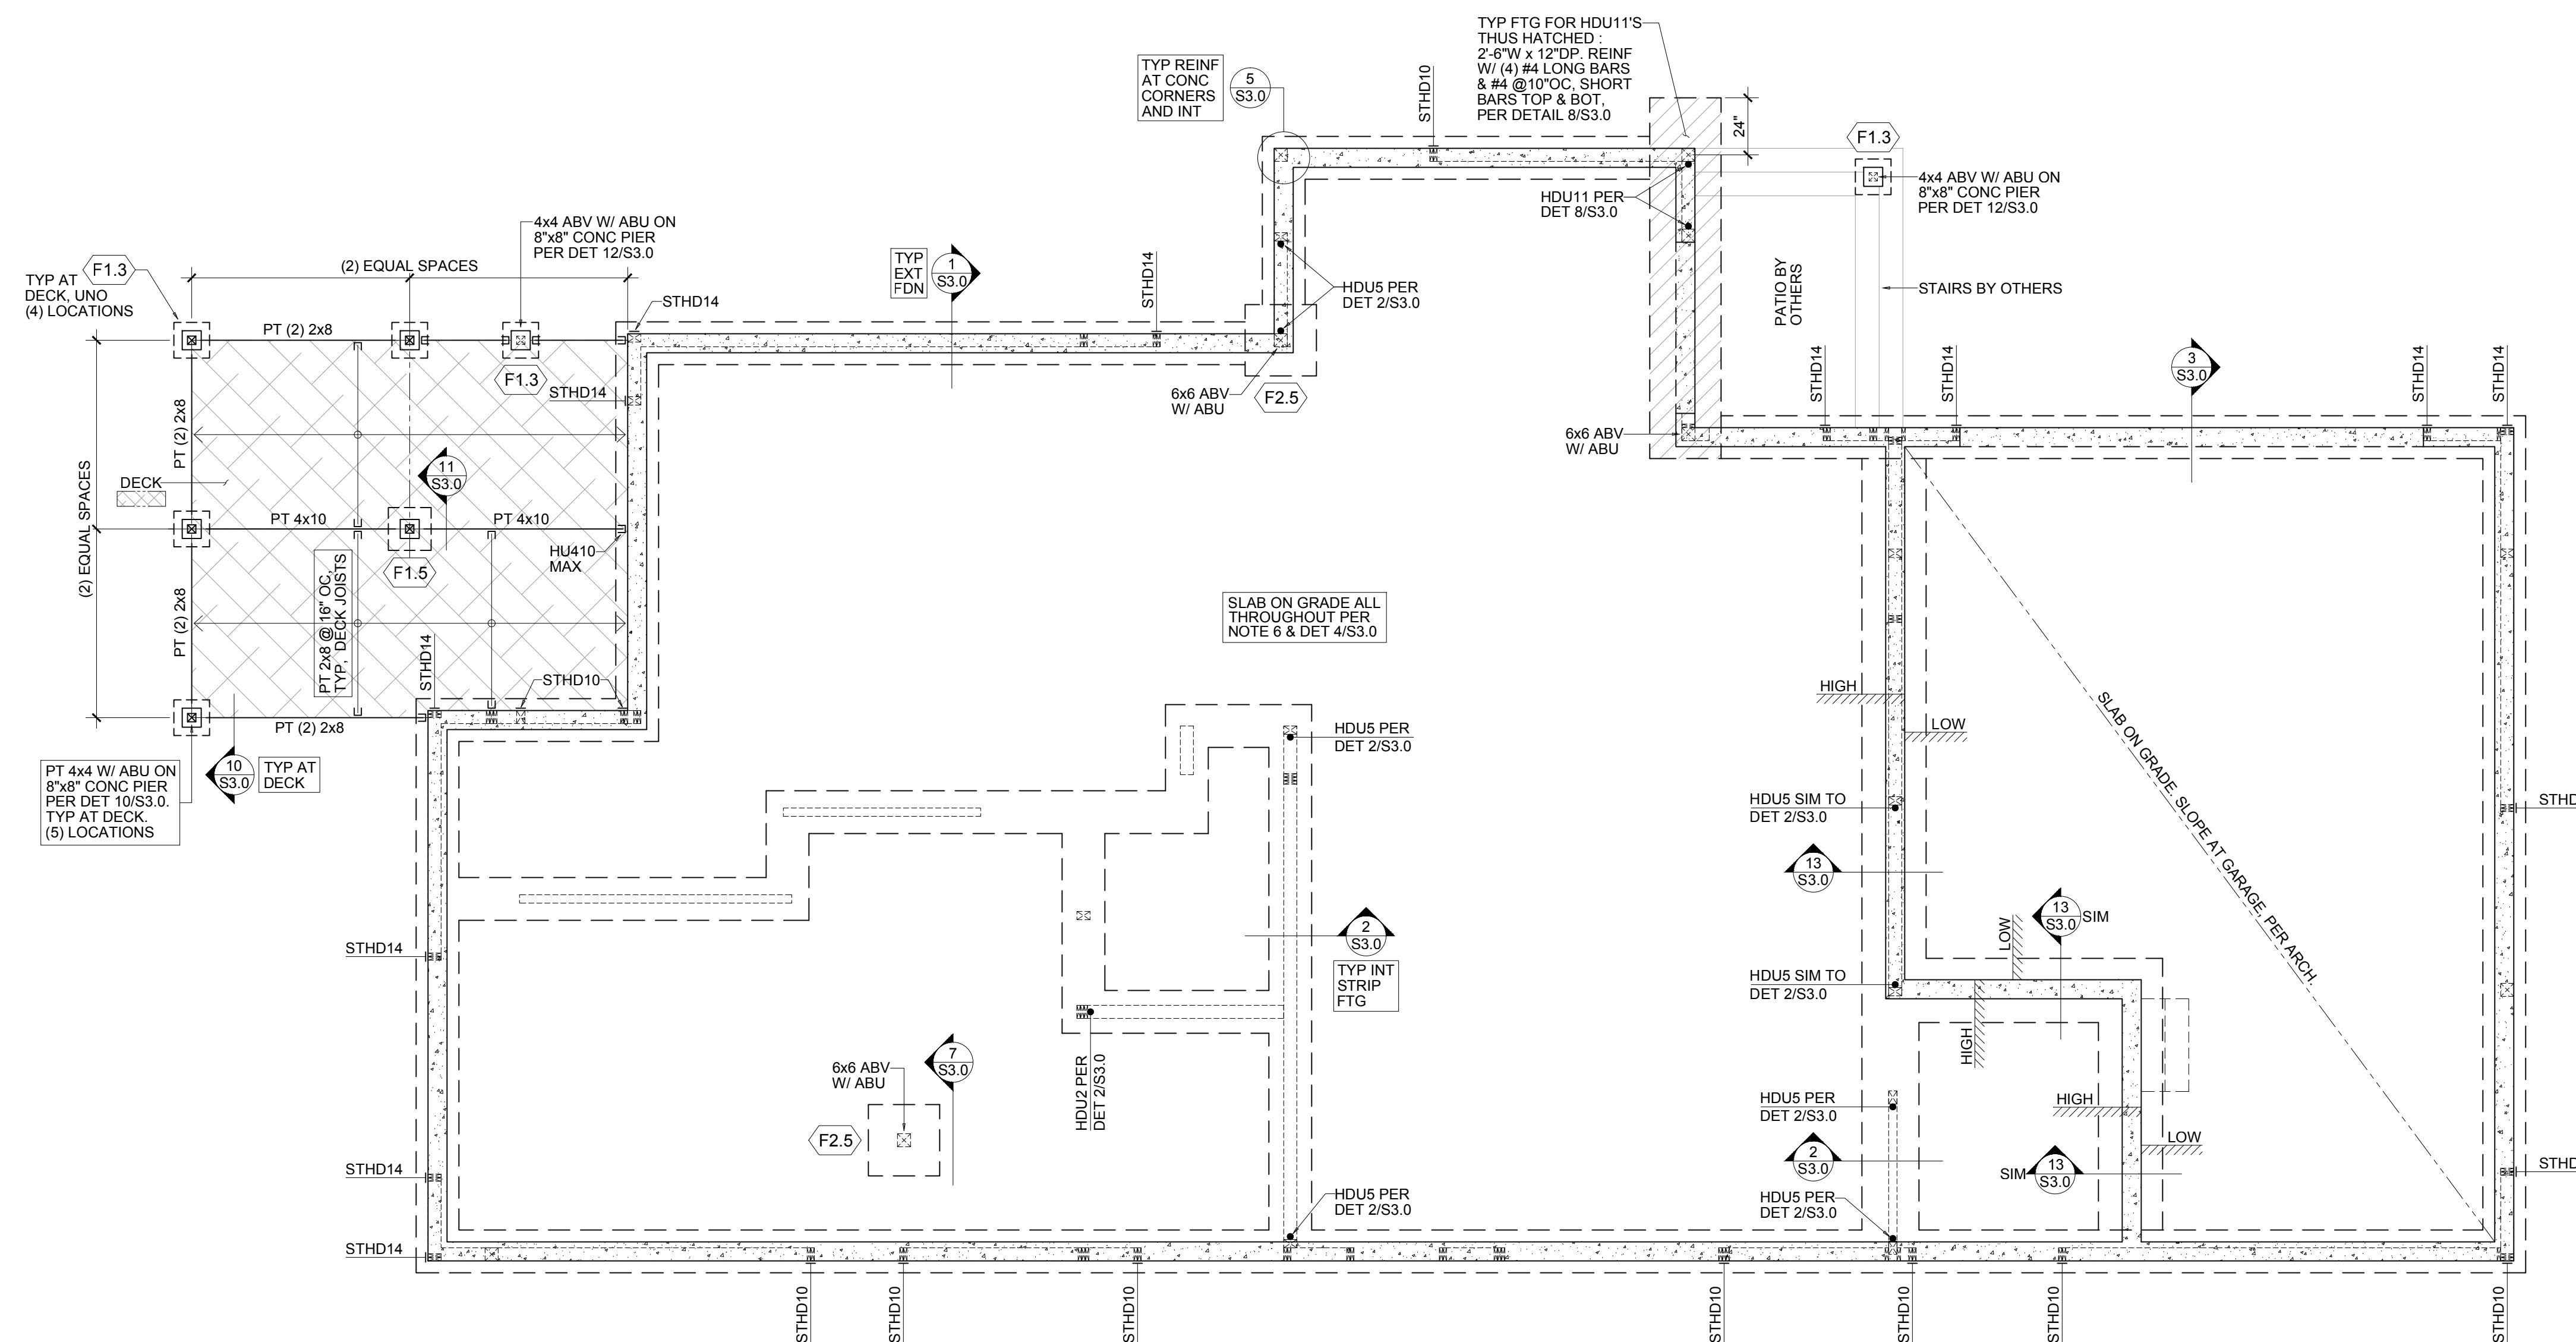 TYP FTG FOR HDU11'S
THUS HATCHED :
2'-6"W x 12"DP. REINF
W/ (4) #4 LONG BARS
& #4 @10"OC, SHORT
BARS TOP & BOT,
PER DETAIL 8/S3.0
TYP REINF
AT CONC
CORNERS
AND INT
5
S3.0
STHD10
24"
F1.3
4x4 ABV W/ ABU ON
8"x8" CONC PIER
PER DET 12/S3.0
HDU11 PER
DET 8/S3.0
4x4 ABV W/ ABU ON
8"x8" CONC PIER
PER DET 12/S3.0
(2) EQUAL SPACES
F1.3
TYP AT
DECK, UNO
(4) LOCATIONS
TYP
EXT
FDN
1
S3.0
STHD14
HDU5 PER
DET 2/S3.0
PATIO BY
OTHERS
STAIRS BY OTHERS
STHD14
PT (2) 2x8
F1.3
STHD14
6x6 ABV
W/ ABU
F2.5
STHD14
STHD14
3
S3.0
STHD14
STHD14
6x6 ABV
W/ ABU
PT (2) 2x8
11
S3.0
(2) EQUAL SPACES
DECK
PT 4x10
PT 4x10
HU410
MAX
F1.5
PT 2x8 @ 16" OC,
TYP, DECK JOISTS
PT (2) 2x8
SLAB ON GRADE ALL
THROUGHOUT PER
NOTE 6 & DET 4/S3.0
STHD14
STHD10
PT (2) 2x8
HIGH
LOW
SLAB ON GRADE. SLOPE AT GARAGE, PER ARCH.
HDU5 PER
DET 2/S3.0
PT 4x4 W/ ABU ON
8"x8" CONC PIER
PER DET 10/S3.0.
TYP AT DECK.
(5) LOCATIONS
10
S3.0
TYP AT
DECK
HDU5 SIM TO
DET 2/S3.0
STHD
13
S3.0
13
S3.0
SIM
LOW
2
S3.0
TYP INT
STRIP
FTG
STHD14
HDU5 SIM TO
DET 2/S3.0
HIGH
7
S3.0
6x6 ABV
W/ ABU
F2.5
HDU2 PER
DET 2/S3.0
HDU5 PER
DET 2/S3.0
HIGH
LOW
2
S3.0
SIM
13
S3.0
STHD14
STHD
HDU5 PER
DET 2/S3.0
HDU5 PER
DET 2/S3.0
STHD14
STHD10
STHD10
STHD10
STHD10
STHD10
STHD10
STHD10